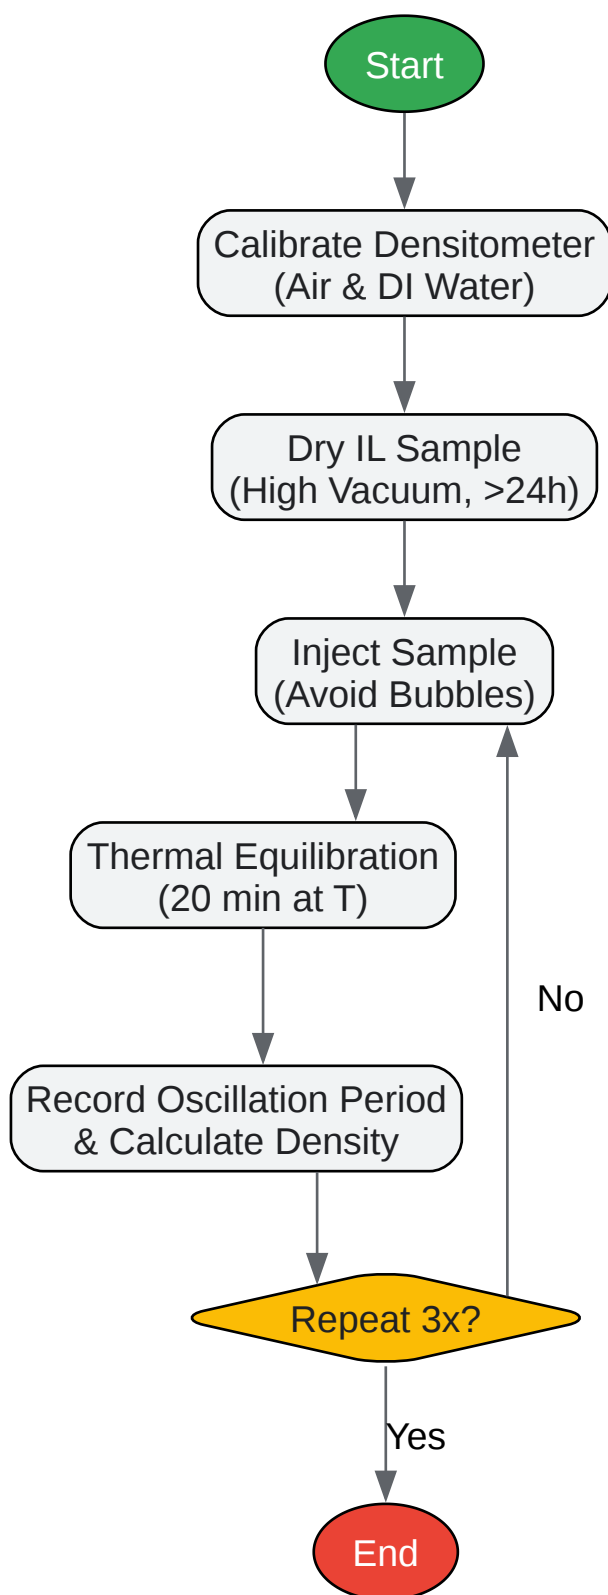 Start
Calibrate Densitometer
(Air & DI Water)
Dry IL Sample
(High Vacuum, >24h)
Inject Sample
(Avoid Bubbles)
Thermal Equilibration
(20 min at T)
No
Record Oscillation Period
& Calculate Density
Repeat 3x?
Yes
End